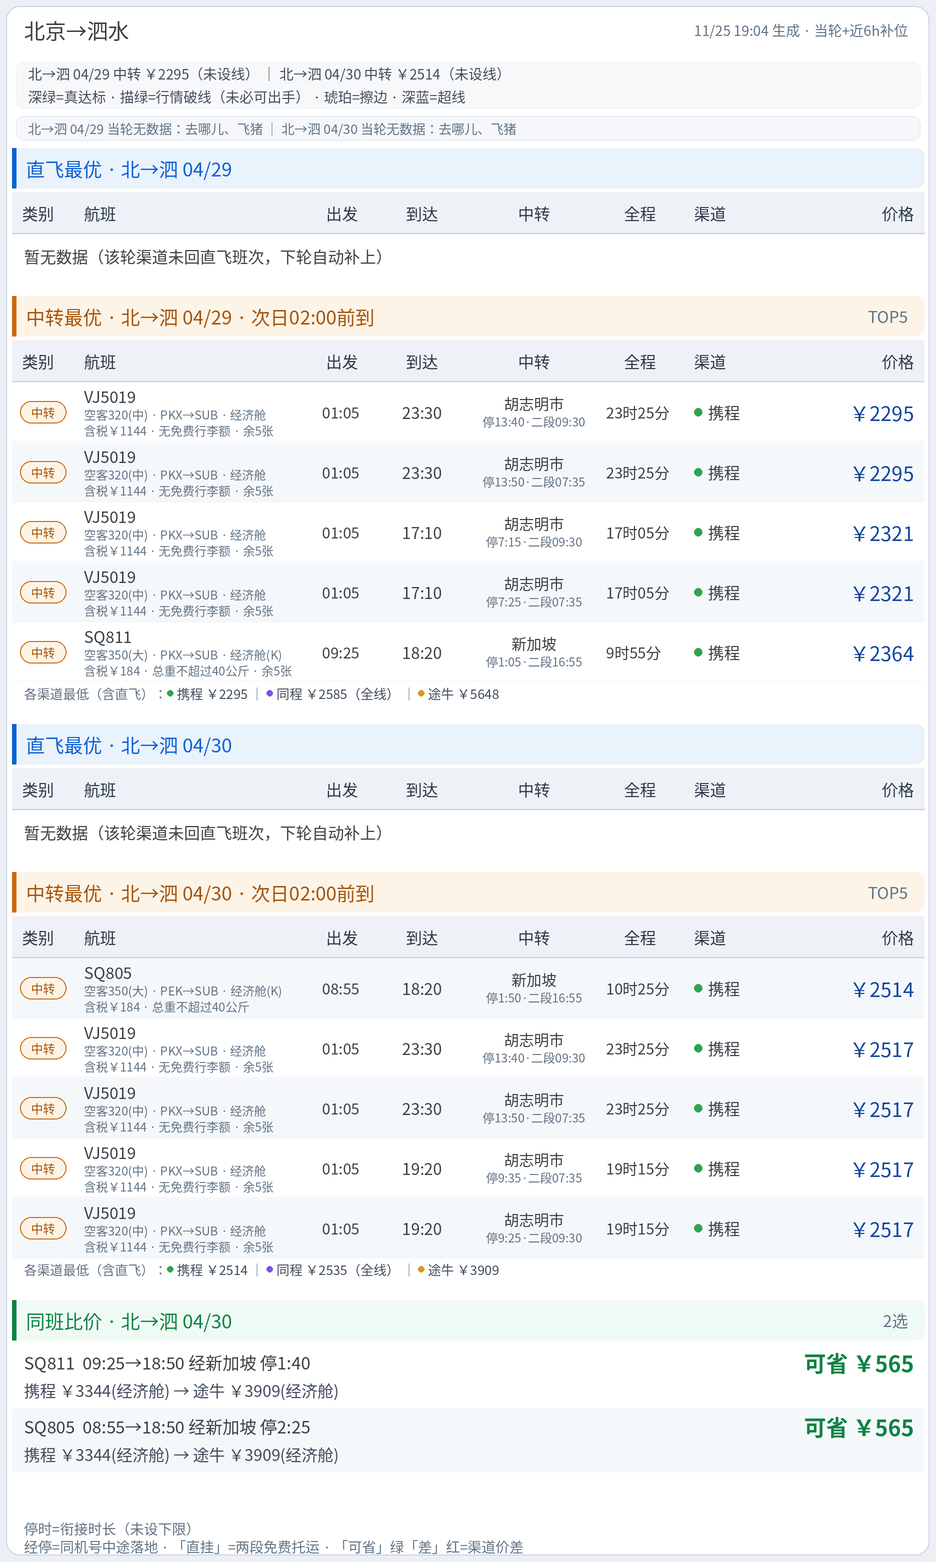 北京→泗水
11/25 19:04 生成 · 当轮+近6h补位
北→泗 04/29 中转 ￥2295（未设线） ｜ 北→泗 04/30 中转 ￥2514（未设线）
深绿=真达标 · 描绿=行情破线（未必可出手） · 琥珀=擦边 · 深蓝=超线
北→泗 04/29 当轮无数据：去哪儿、飞猪 ｜ 北→泗 04/30 当轮无数据：去哪儿、飞猪
直飞最优 · 北→泗 04/29
类别 航班 出发 到达 中转 全程 渠道 价格
暂无数据（该轮渠道未回直飞班次，下轮自动补上）
中转最优 · 北→泗 04/29 · 次日02:00前到 TOP5
类别 航班 出发 到达 中转 全程 渠道 价格
VJ5019 胡志明市
中转 空客320(中) · PKX→SUB · 经济舱 01:05 23:30 23时25分 携程 ￥2295
含税￥1144 · 无免费行李额 · 余5张 停13:40·二段09:30
VJ5019 胡志明市
中转 空客320(中) · PKX→SUB · 经济舱 01:05 23:30 23时25分 携程 ￥2295
含税￥1144 · 无免费行李额 · 余5张 停13:50·二段07:35
VJ5019 胡志明市
中转 空客320(中) · PKX→SUB · 经济舱 01:05 17:10 17时05分 携程 ￥2321
含税￥1144 · 无免费行李额 · 余5张 停7:15·二段09:30
VJ5019 胡志明市
中转 空客320(中) · PKX→SUB · 经济舱 01:05 17:10 17时05分 携程 ￥2321
含税￥1144 · 无免费行李额 · 余5张 停7:25·二段07:35
SQ811 新加坡
中转 空客350(大) · PKX→SUB · 经济舱(K) 09:25 18:20 9时55分 携程 ￥2364
含税￥184 · 总重不超过40公斤 · 余5张 停1:05·二段16:55
各渠道最低（含直飞）：携程 ￥2295 ｜ 同程 ￥2585（全线） ｜ 途牛 ￥5648
直飞最优 · 北→泗 04/30
类别 航班 出发 到达 中转 全程 渠道 价格
暂无数据（该轮渠道未回直飞班次，下轮自动补上）
中转最优 · 北→泗 04/30 · 次日02:00前到 TOP5
类别 航班 出发 到达 中转 全程 渠道 价格
SQ805 新加坡
中转 空客350(大) · PEK→SUB · 经济舱(K) 08:55 18:20 10时25分 携程 ￥2514
含税￥184 · 总重不超过40公斤 停1:50·二段16:55
VJ5019 胡志明市
中转 空客320(中) · PKX→SUB · 经济舱 01:05 23:30 23时25分 携程 ￥2517
含税￥1144 · 无免费行李额 · 余5张 停13:40·二段09:30
VJ5019 胡志明市
中转 空客320(中) · PKX→SUB · 经济舱 01:05 23:30 23时25分 携程 ￥2517
含税￥1144 · 无免费行李额 · 余5张 停13:50·二段07:35
VJ5019 胡志明市
中转 空客320(中) · PKX→SUB · 经济舱 01:05 19:20 19时15分 携程 ￥2517
含税￥1144 · 无免费行李额 · 余5张 停9:35·二段07:35
VJ5019 胡志明市
中转 空客320(中) · PKX→SUB · 经济舱 01:05 19:20 19时15分 携程 ￥2517
含税￥1144 · 无免费行李额 · 余5张 停9:25·二段09:30
各渠道最低（含直飞）：携程 ￥2514 ｜ 同程 ￥2535（全线） ｜ 途牛 ￥3909
同班比价 · 北→泗 04/30 2选
SQ811 09:25→18:50 经新加坡 停1:40 可省 ￥565
携程 ￥3344(经济舱) → 途牛 ￥3909(经济舱)
SQ805 08:55→18:50 经新加坡 停2:25 可省 ￥565
携程 ￥3344(经济舱) → 途牛 ￥3909(经济舱)
停时=衔接时长（未设下限）
经停=同机号中途落地 · 「直挂」=两段免费托运 · 「可省」绿「差」红=渠道价差